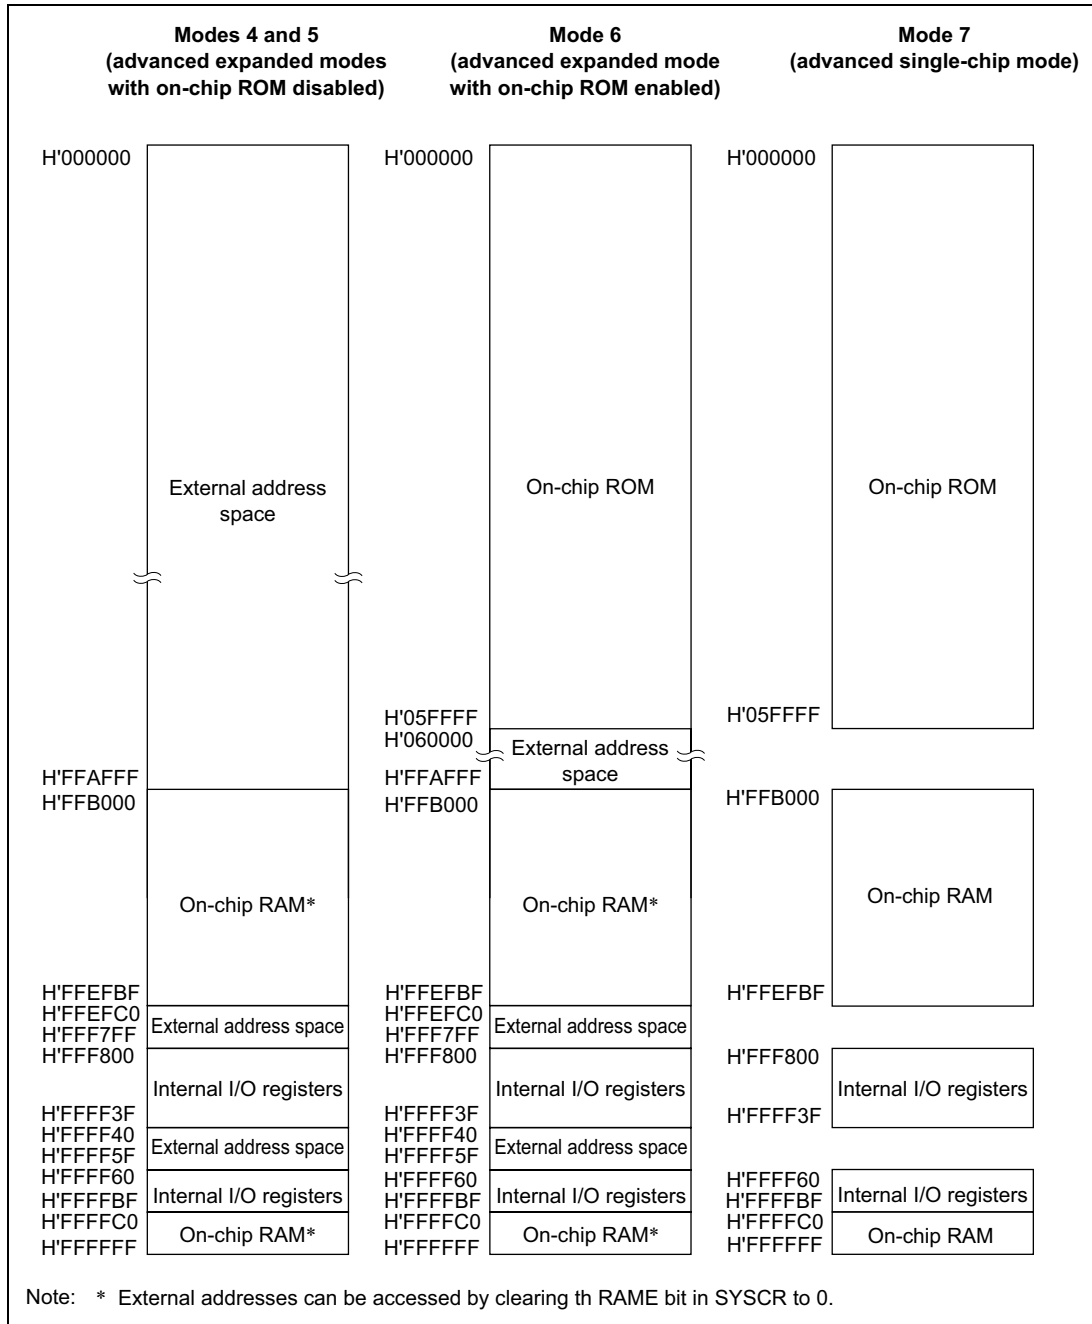 Modes 4 and 5
(advanced expanded modes
with on-chip ROM disabled)
H'000000
External address
space
H'FFAFFF
H'FFB000
On-chip RAM*
H'FFEFBF
H'FFEFC0
External address space
H'FFF7FF
H'FFF800
Internal I/O registers
H'FFFF3F
H'FFFF40
External address space
H'FFFF5F
H'FFFF60
Internal I/O registers
H'FFFFBF
H'FFFFC0
On-chip RAM*
H'FFFFFF
Mode 6
(advanced expanded mode
with on-chip ROM enabled)
H'000000
On-chip ROM
H'05FFFF
H'060000
External address
space
H'FFAFFF
H'FFB000
On-chip RAM*
H'FFEFBF
H'FFEFC0
External address space
H'FFF7FF
H'FFF800
Internal I/O registers
H'FFFF3F
H'FFFF40
External address space
H'FFFF5F
H'FFFF60
Internal I/O registers
H'FFFFBF
H'FFFFC0
On-chip RAM*
H'FFFFFF
Mode 7
(advanced single-chip mode)
H'000000
On-chip ROM
H'05FFFF
H'FFB000
On-chip RAM
H'FFEFBF
H'FFF800
Internal I/O registers
H'FFFF3F
H'FFFF60
Internal I/O registers
H'FFFFBF
H'FFFFC0
On-chip RAM
H'FFFFFF
Note: * External addresses can be accessed by clearing th RAME bit in SYSCR to 0.